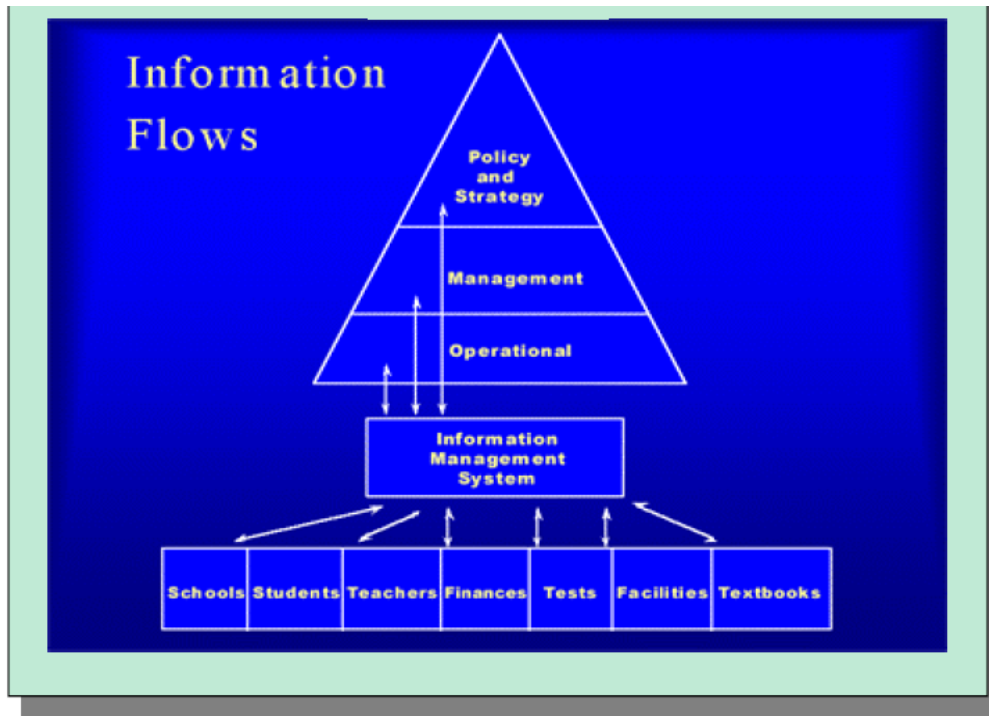 Information
Flows
Policy
and
Strategy
Management
Operational
Information
Management
System
Schools Students Teachers Finances Tests Facilities Textbooks